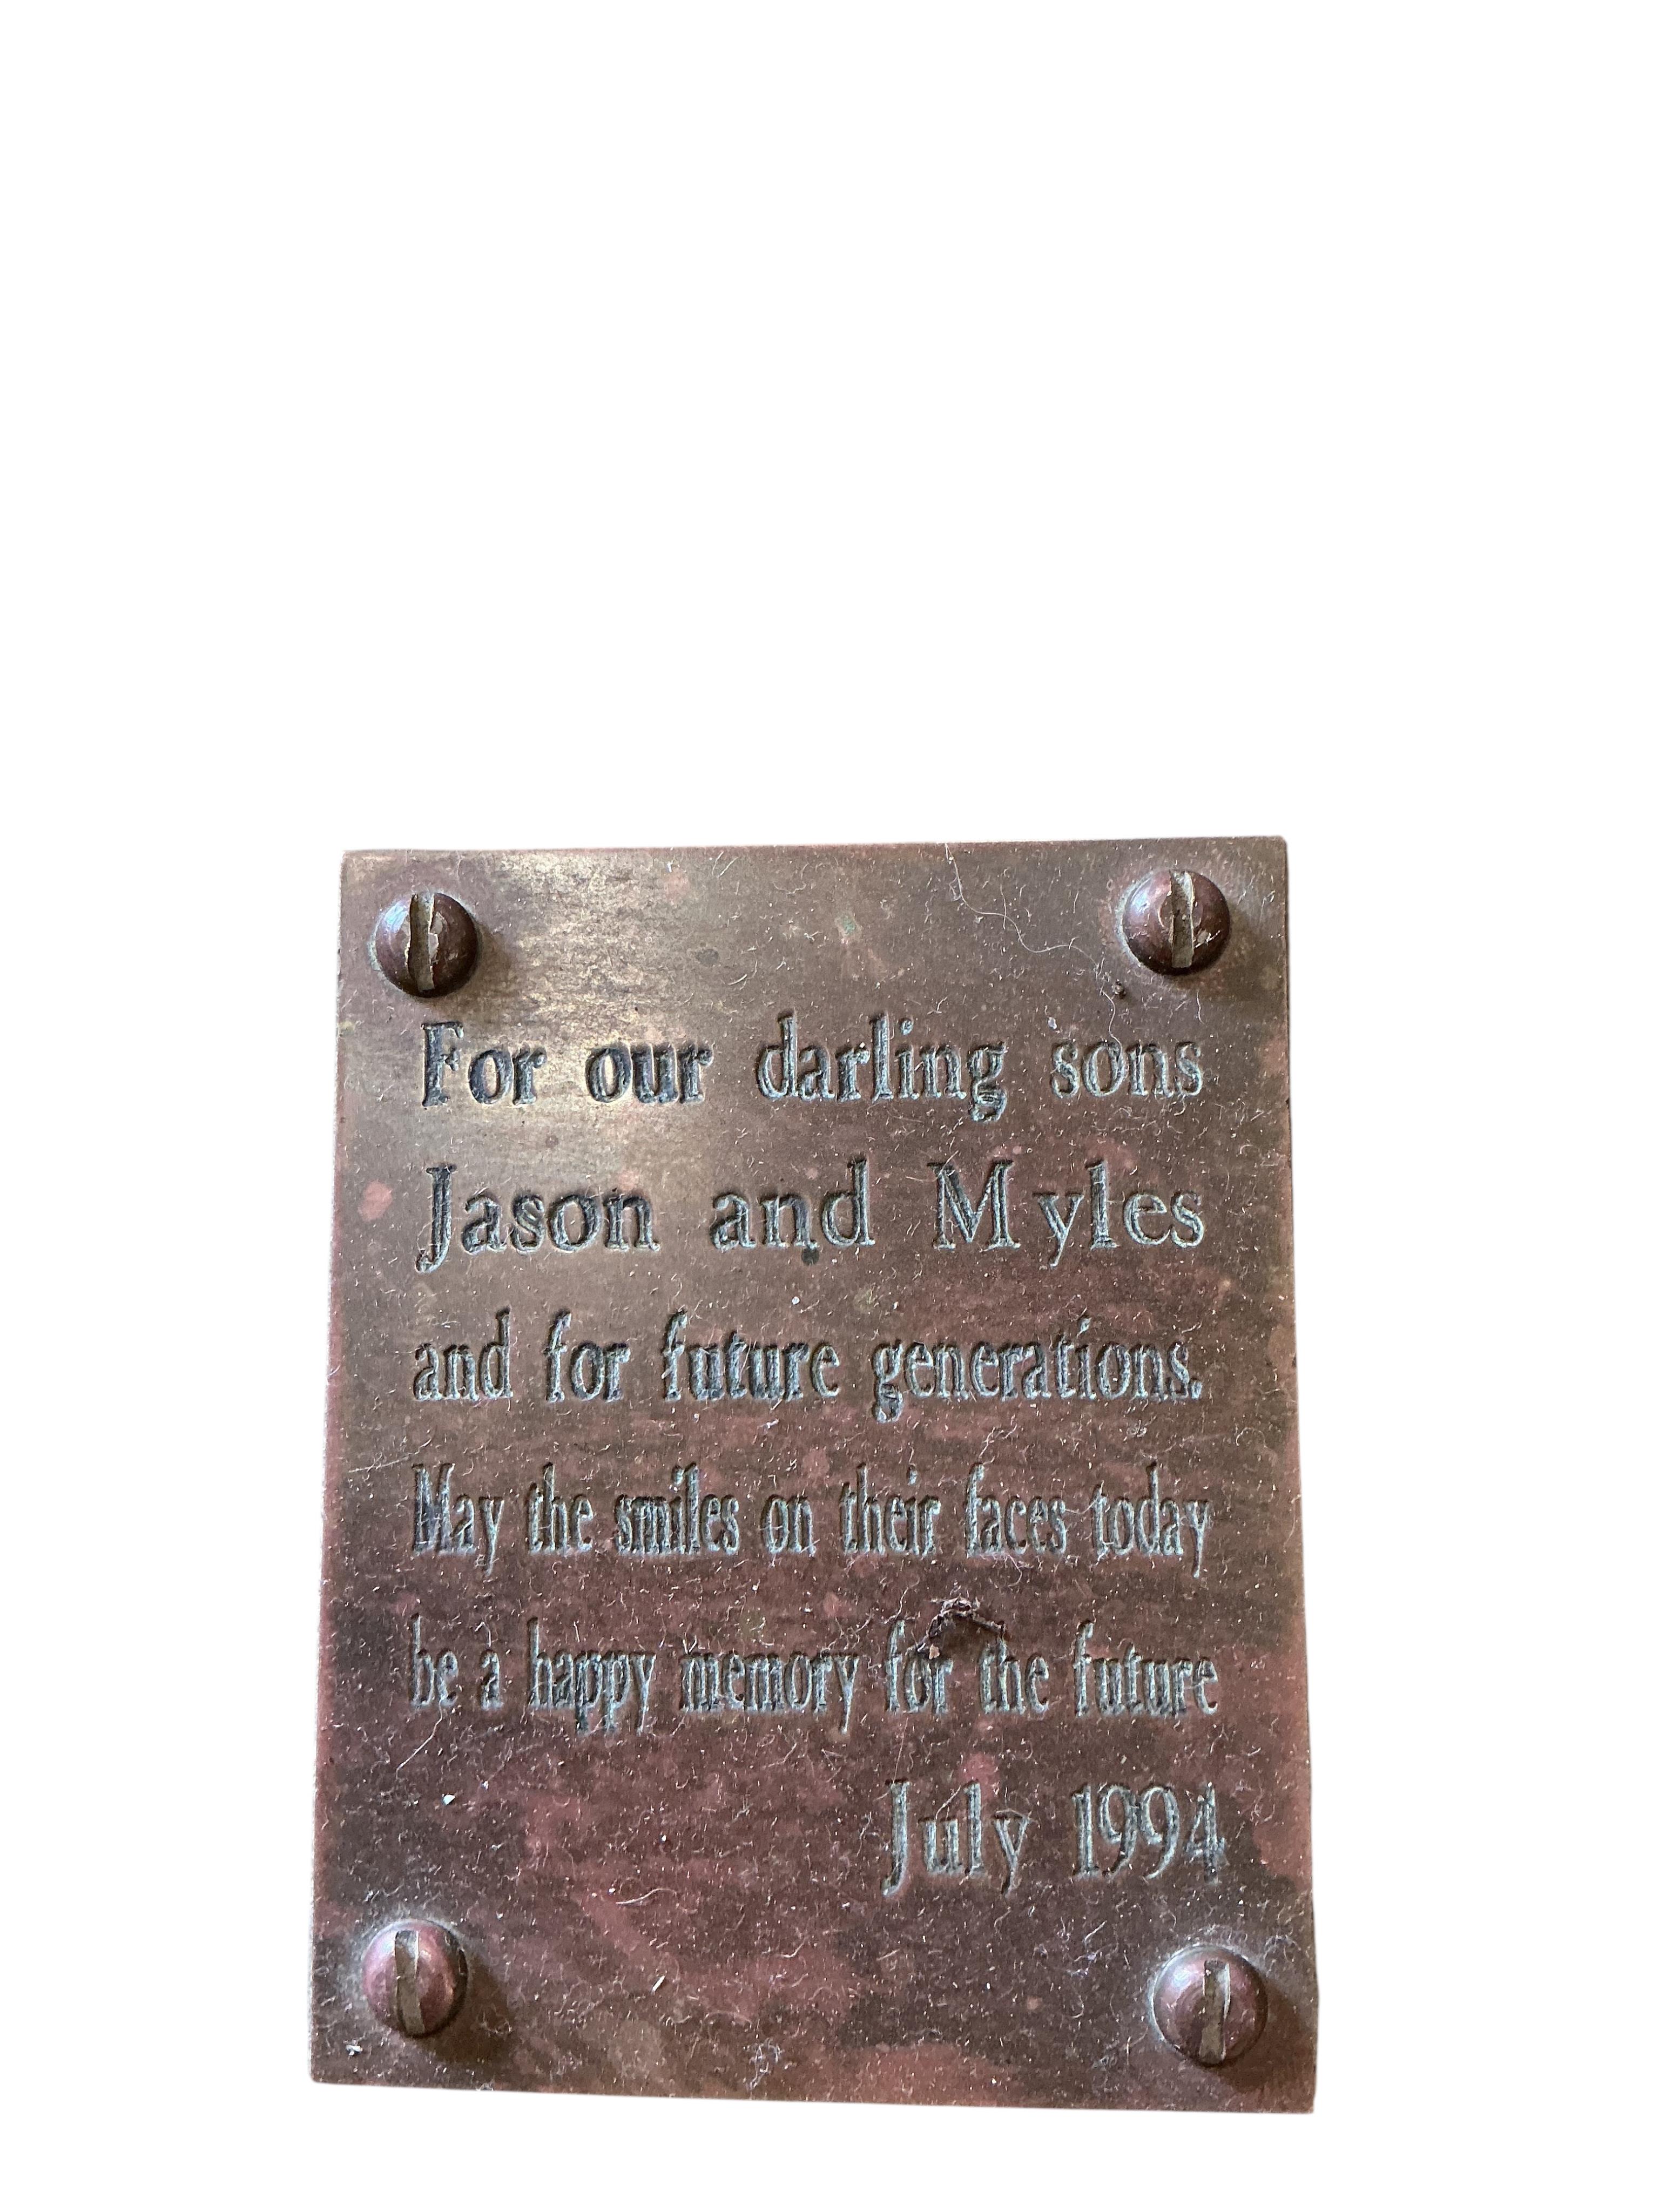 For our darling sons
Jason and Myles
and for future generations.
May the smiles on their faces today
be a happy memory for the future
July 1994